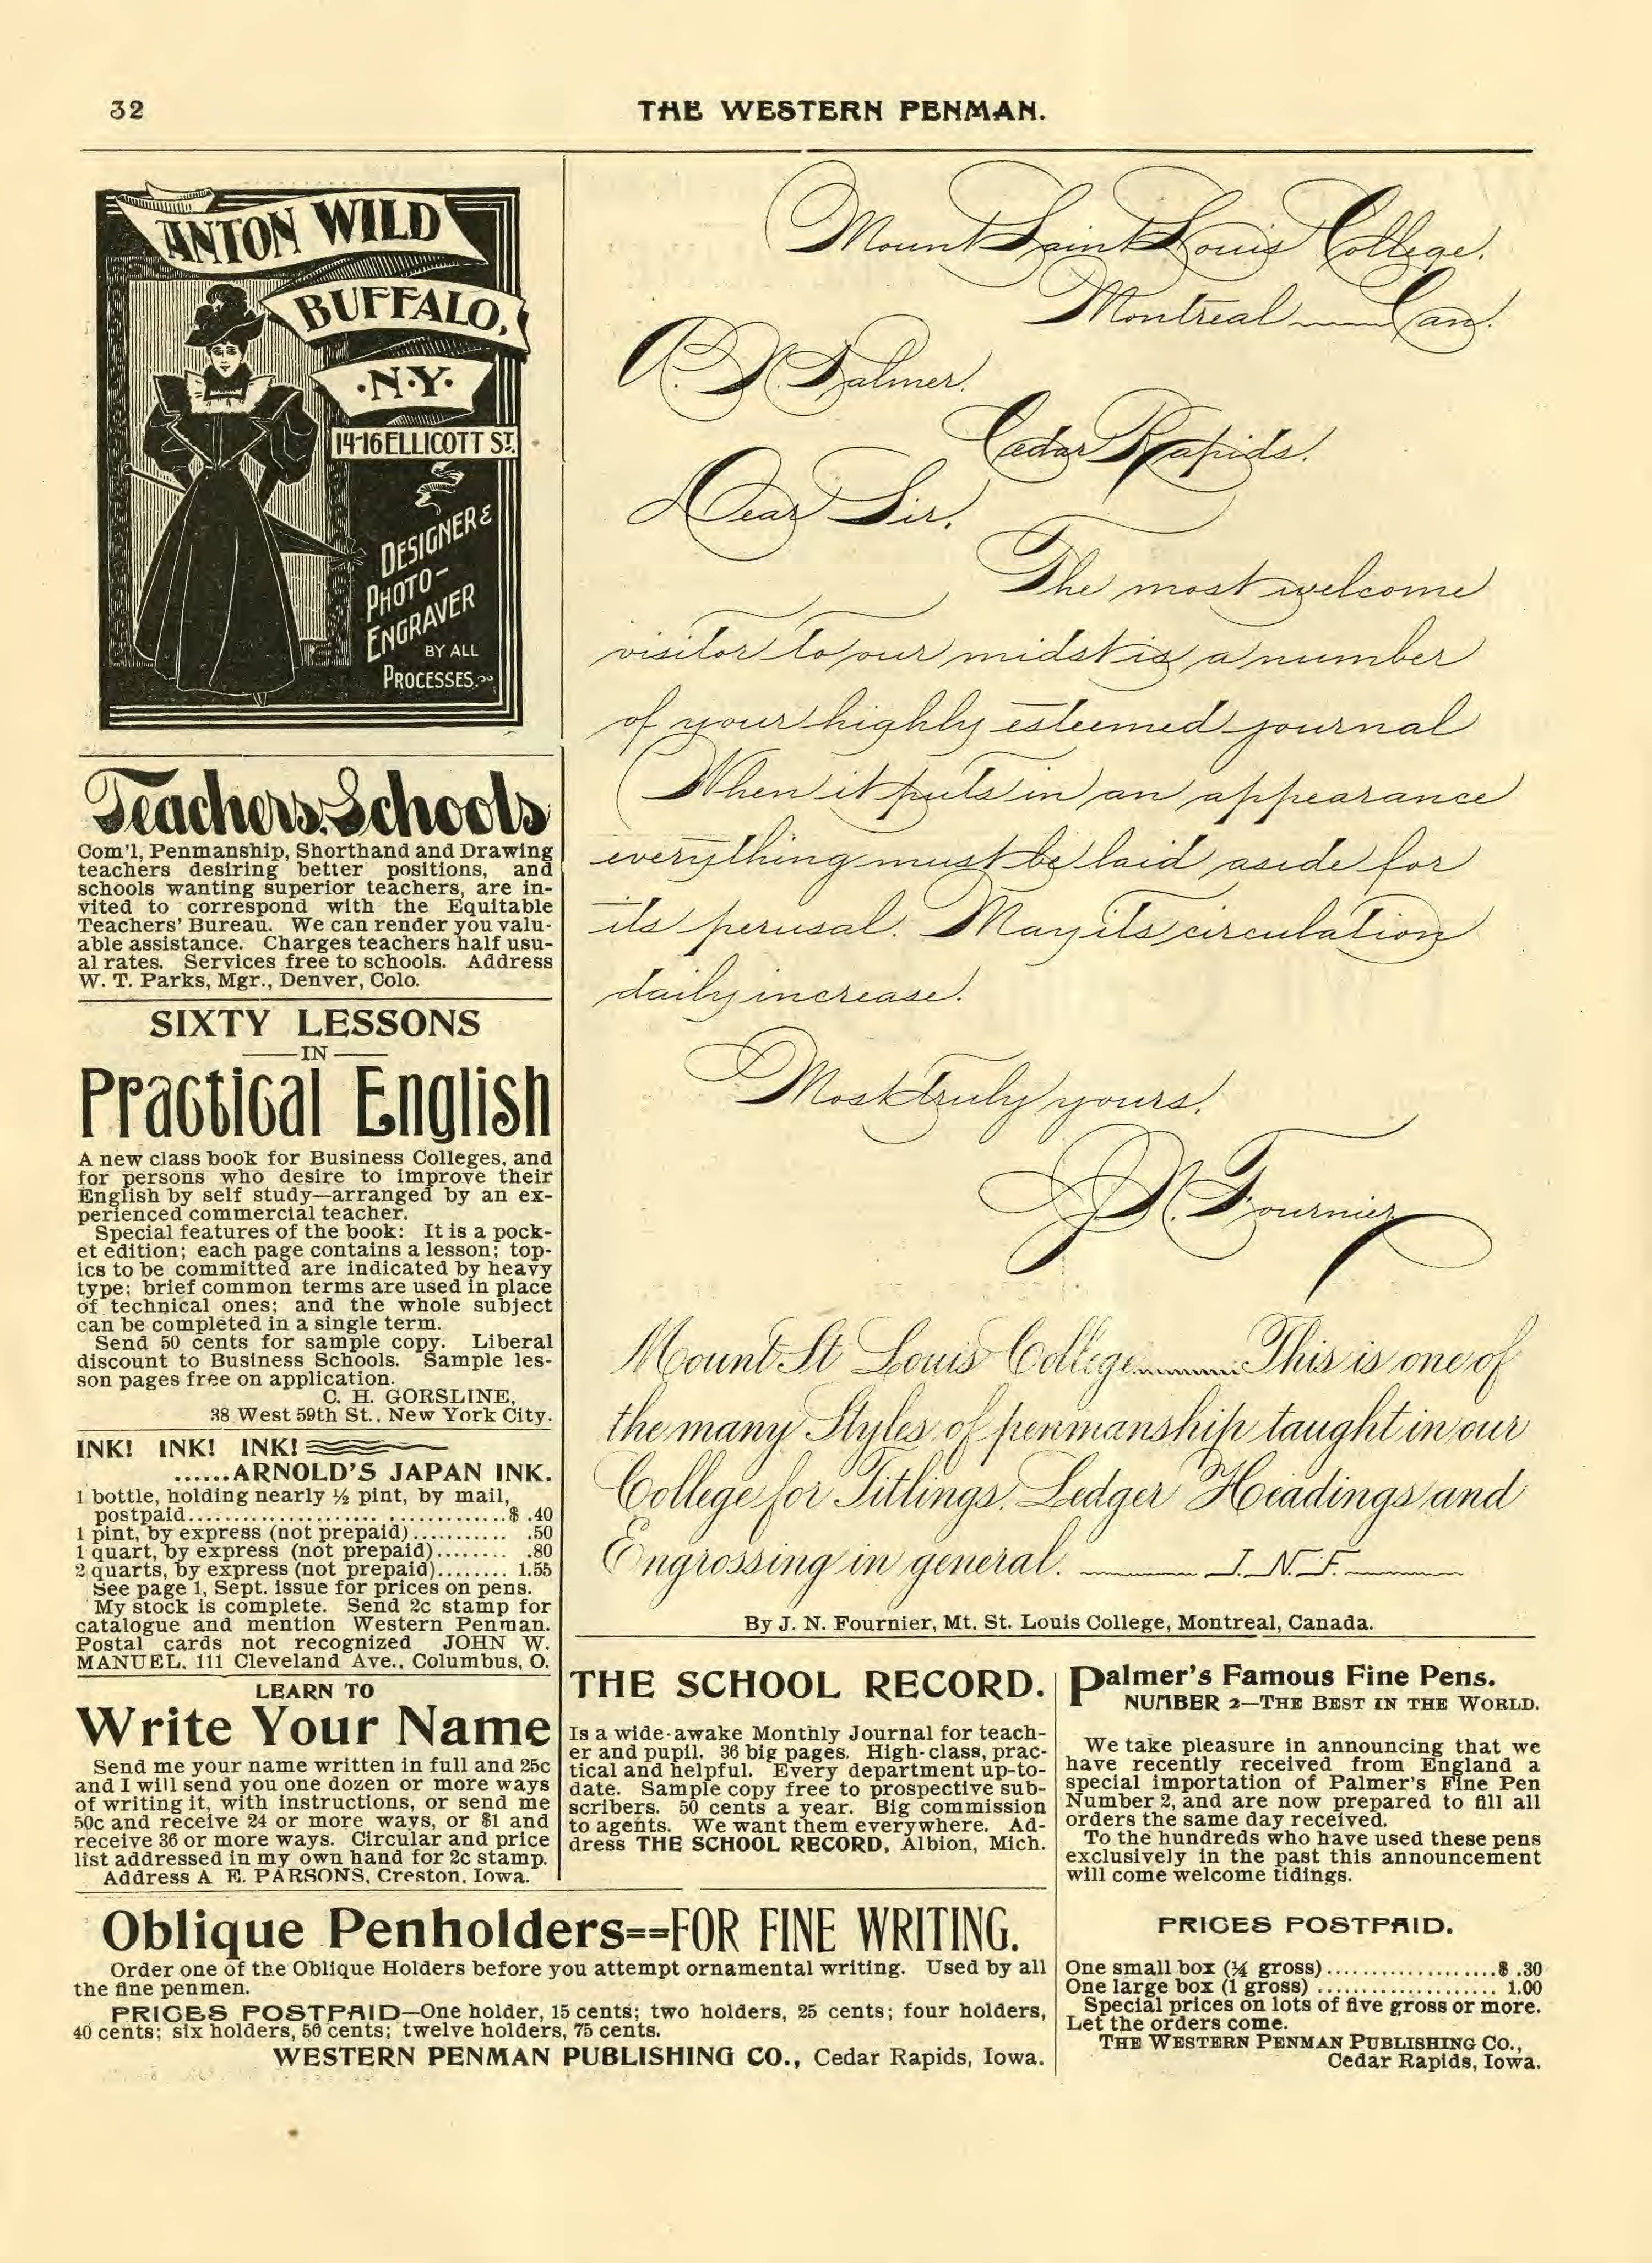 32
THE WESTERN PENMAN.
ANTON WILD
BUFFALO,
·N·Y·
14-16 ELLICOTT ST.
DESIGNER &
PHOTO-
ENGRAVER
BY ALL
PROCESSES.
Teachers, Schools
Com'l, Penmanship, Shorthand and Drawing
teachers desiring better positions, and
schools wanting superior teachers, are in-
vited to correspond with the Equitable
Teachers' Bureau. We can render you valu-
able assistance. Charges teachers half usu-
al rates. Services free to schools. Address
W. T. Parks, Mgr., Denver, Colo.
SIXTY LESSONS
IN
Practical English
A new class book for Business Colleges, and
for persons who desire to improve their
English by self study—arranged by an ex-
perienced commercial teacher.
Special features of the book: It is a pock-
et edition; each page contains a lesson; top-
ics to be committed are indicated by heavy
type; brief common terms are used in place
of technical ones; and the whole subject
can be completed in a single term.
Send 50 cents for sample copy. Liberal
discount to Business Schools. Sample les-
son pages free on application.
C. H. GORSLINE,
38 West 59th St., New York City.
INK! INK! INK!
......ARNOLD'S JAPAN INK.
1 bottle, holding nearly ½ pint, by mail,
postpaid..................................$ .40
1 pint, by express (not prepaid)........... .50
1 quart, by express (not prepaid)........ .80
2 quarts, by express (not prepaid)........ 1.55
See page 1, Sept. issue for prices on pens.
My stock is complete. Send 2c stamp for
catalogue and mention Western Penman.
Postal cards not recognized JOHN W.
MANUEL, 111 Cleveland Ave., Columbus, O.
LEARN TO
Write Your Name
Send me your name written in full and 25c
and I will send you one dozen or more ways
of writing it, with instructions, or send me
50c and receive 24 or more ways, or $1 and
receive 36 or more ways. Circular and price
list addressed in my own hand for 2c stamp.
Address A. E. PARSONS, Creston, Iowa.
Mount Saint Louis College.
Montreal Can.
A. N. Palmer.
Cedar Rapids.
Dear Sir.
The most welcome
visitor to our midst is a number
of your highly esteemed journal
When it puts in an appearance
everything must be laid aside for
its perusal. May its circulation
daily increase.
Most truly yours.
J. N. Fournier
Mount St Louis College. This is one of
the many Styles of penmanship taught in our
College for Titlings, Ledger Headings and
Engrossing in general. J. N. F.
By J. N. Fournier, Mt. St. Louis College, Montreal, Canada.
THE SCHOOL RECORD.
Is a wide-awake Monthly Journal for teach-
er and pupil. 36 big pages. High-class, prac-
tical and helpful. Every department up-to-
date. Sample copy free to prospective sub-
scribers. 50 cents a year. Big commission
to agents. We want them everywhere. Ad-
dress THE SCHOOL RECORD, Albion, Mich.
Palmer's Famous Fine Pens.
NUMBER 2—THE BEST IN THE WORLD.
We take pleasure in announcing that we
have recently received from England a
special importation of Palmer's Fine Pen
Number 2, and are now prepared to fill all
orders the same day received.
To the hundreds who have used these pens
exclusively in the past this announcement
will come welcome tidings.
PRICES POSTPAID.
One small box (¼ gross)....................$ .30
One large box (1 gross) .................... 1.00
Special prices on lots of five gross or more.
Let the orders come.
THE WESTERN PENMAN PUBLISHING CO.,
Cedar Rapids, Iowa.
Oblique Penholders==FOR FINE WRITING.
Order one of the Oblique Holders before you attempt ornamental writing. Used by all
the fine penmen.
PRICES POSTPAID—One holder, 15 cents; two holders, 25 cents; four holders,
40 cents; six holders, 50 cents; twelve holders, 75 cents.
WESTERN PENMAN PUBLISHING CO., Cedar Rapids, Iowa.